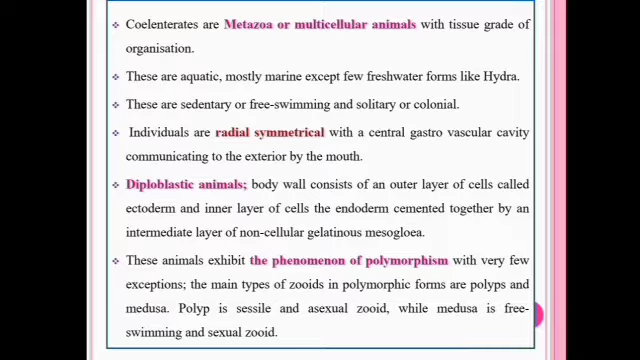 ❖ Coelenterates are Metazoa or multicellular animals with tissue grade of
organisation.
❖ These are aquatic, mostly marine except few freshwater forms like Hydra.
❖ These are sedentary or free-swimming and solitary or colonial.
❖ Individuals are radial symmetrical with a central gastro vascular cavity
communicating to the exterior by the mouth.
❖ Diploblastic animals; body wall consists of an outer layer of cells called
ectoderm and inner layer of cells the endoderm cemented together by an
intermediate layer of non-cellular gelatinous mesogloea.
❖ These animals exhibit the phenomenon of polymorphism with very few
exceptions; the main types of zooids in polymorphic forms are polyps and
medusa. Polyp is sessile and asexual zooid, while medusa is free-
swimming and sexual zooid.